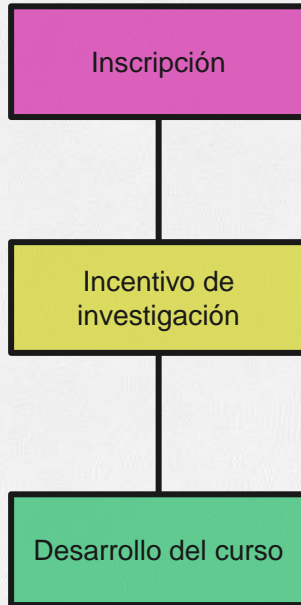 Inscripción
Incentivo de
investigación
Desarrollo del curso